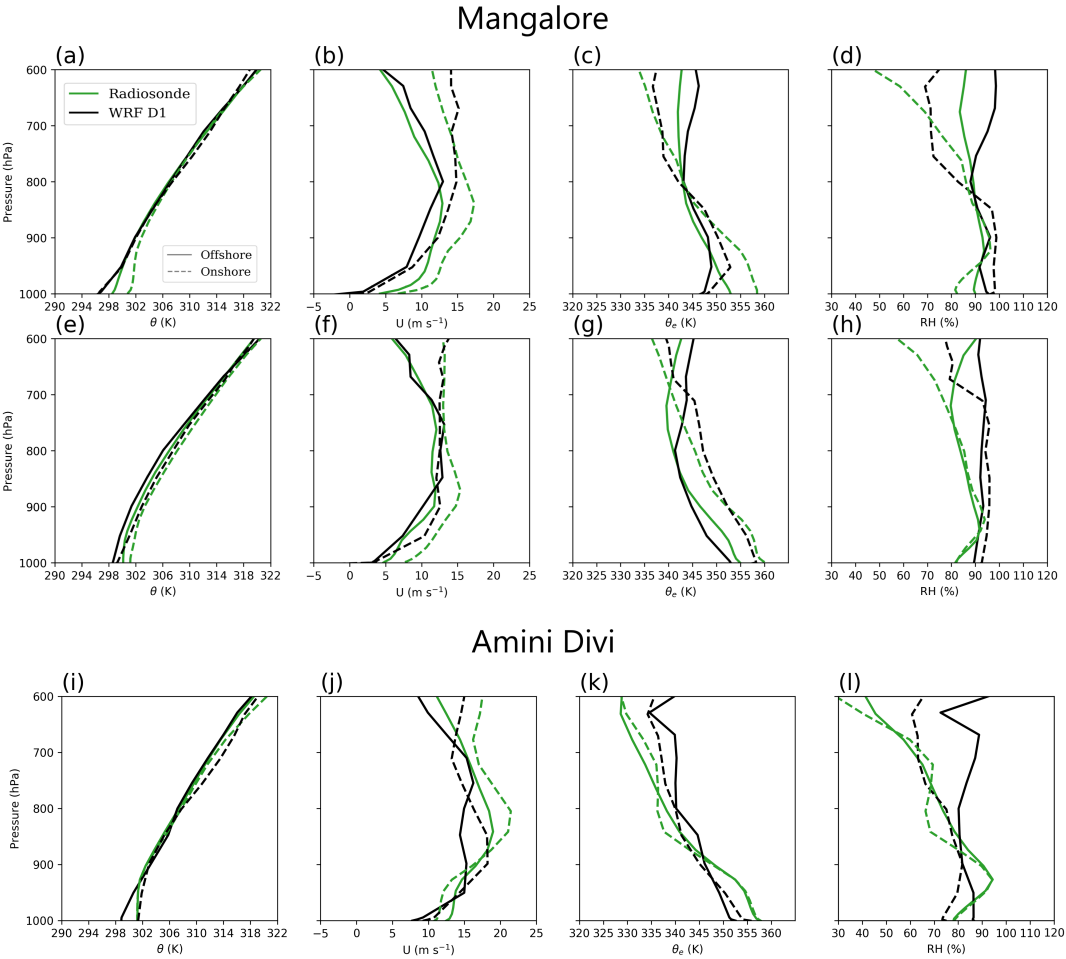 Mangalore
(a) (b) (c) (d)
600
Radiosonde
WRF D1
700
Pressure (hPa)
800
900
Offshore
Onshore
1000
290 294 298 302 306 310 314 318 322
θ (K)
−5 0 5 10 15 20 25
U (m s⁻¹)
320 325 330 335 340 345 350 355 360
θe (K)
30 40 50 60 70 80 90 100 110 120
RH (%)
(e) (f) (g) (h)
600
700
Pressure (hPa)
800
900
1000
290 294 298 302 306 310 314 318 322
θ (K)
−5 0 5 10 15 20 25
U (m s⁻¹)
320 325 330 335 340 345 350 355 360
θe (K)
30 40 50 60 70 80 90 100 110 120
RH (%)
Amini Divi
(i) (j) (k) (l)
600
700
Pressure (hPa)
800
900
1000
290 294 298 302 306 310 314 318 322
θ (K)
−5 0 5 10 15 20 25
U (m s⁻¹)
320 325 330 335 340 345 350 355 360
θe (K)
30 40 50 60 70 80 90 100 110 120
RH (%)